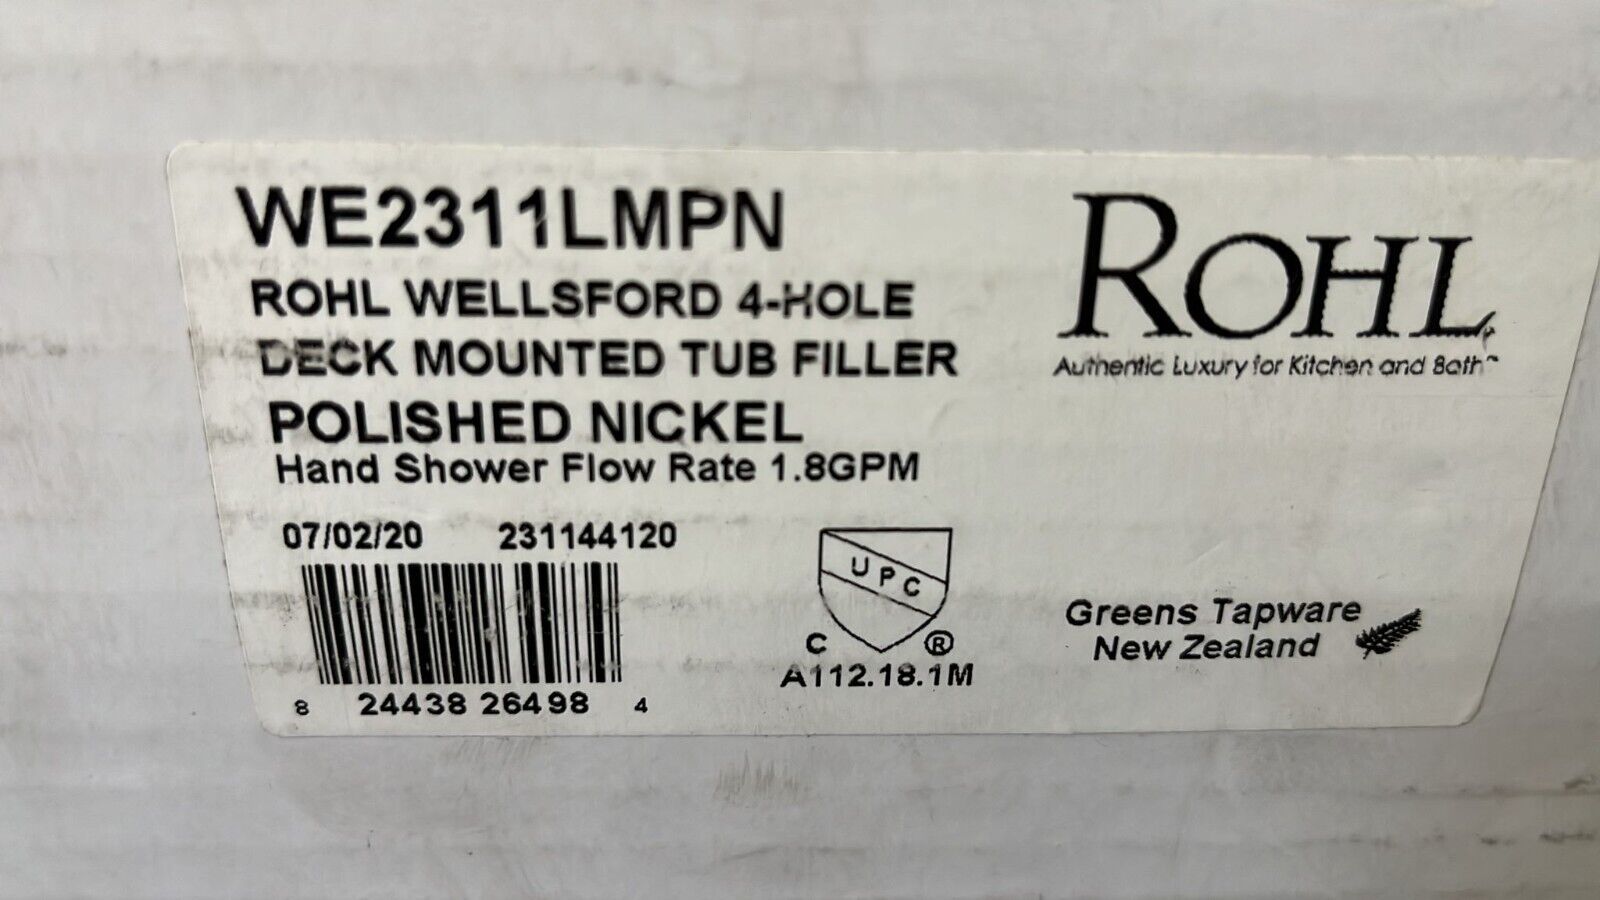 WE2311LMPN
ROHL WELLSFORD 4-HOLE
DECK MOUNTED TUB FILLER
POLISHED NICKEL
Hand Shower Flow Rate 1.8GPM
07/02/20 231144120
8 24438 26498 4
UPC
C ®
A112.18.1M
ROHL
Authentic Luxury for Kitchen and Bath™
Greens Tapware
New Zealand